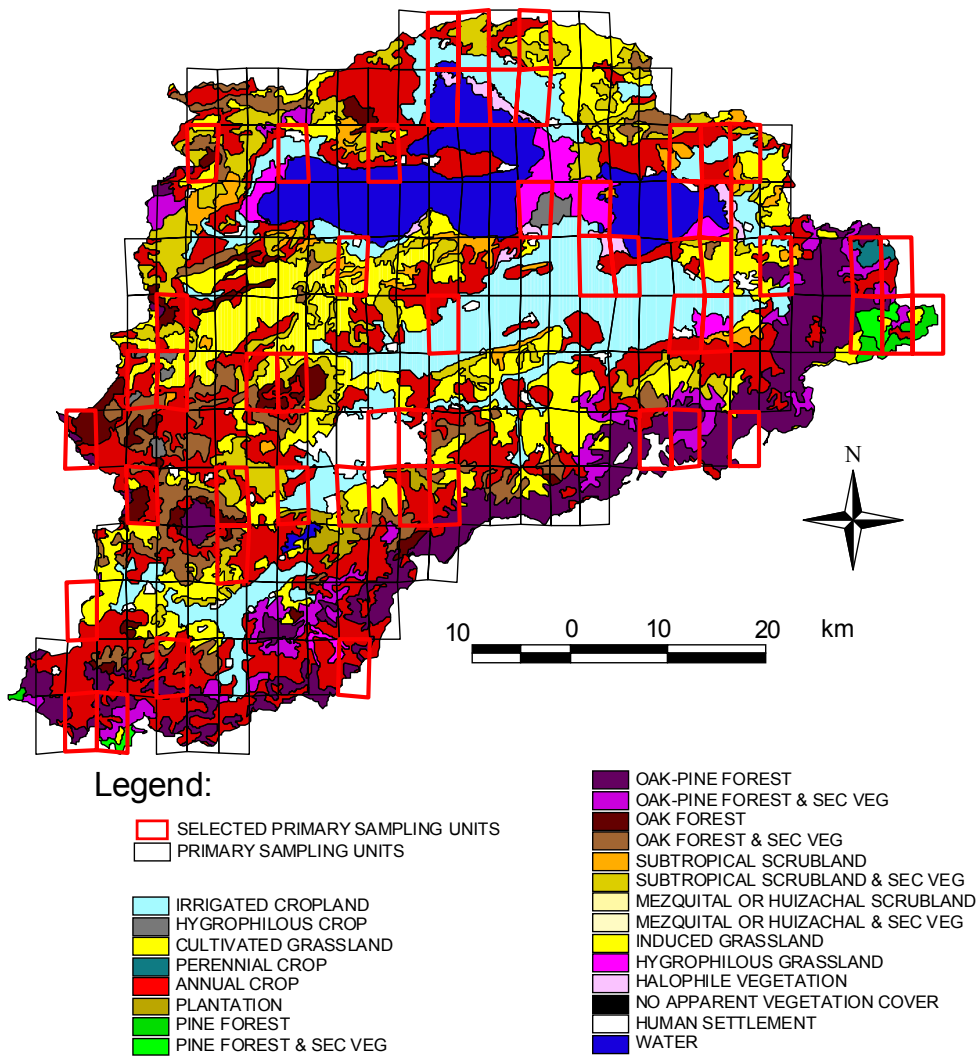 N
10 0 10 20 km
Legend:
SELECTED PRIMARY SAMPLING UNITS
PRIMARY SAMPLING UNITS
IRRIGATED CROPLAND
HYGROPHILOUS CROP
CULTIVATED GRASSLAND
PERENNIAL CROP
ANNUAL CROP
PLANTATION
PINE FOREST
PINE FOREST & SEC VEG
OAK-PINE FOREST
OAK-PINE FOREST & SEC VEG
OAK FOREST
OAK FOREST & SEC VEG
SUBTROPICAL SCRUBLAND
SUBTROPICAL SCRUBLAND & SEC VEG
MEZQUITAL OR HUIZACHAL SCRUBLAND
MEZQUITAL OR HUIZACHAL & SEC VEG
INDUCED GRASSLAND
HYGROPHILOUS GRASSLAND
HALOPHILE VEGETATION
NO APPARENT VEGETATION COVER
HUMAN SETTLEMENT
WATER